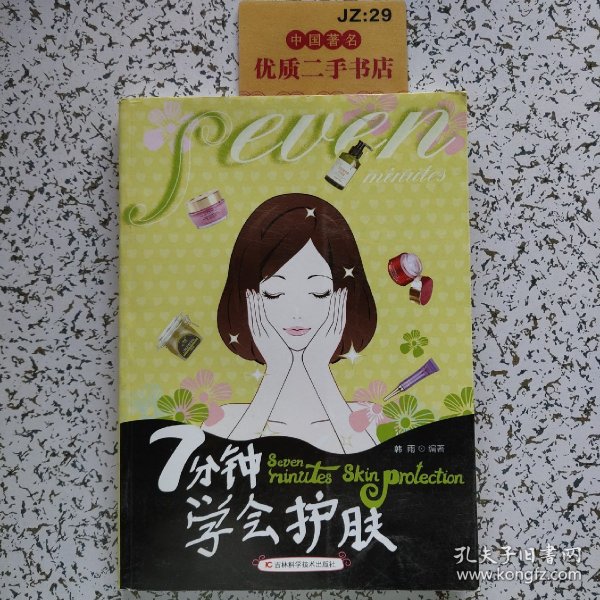 JZ:29
中国著名
优质二手书店
Seven
minutes
韩雨◎编著
7分钟
Seven
minutes Skin protection
学会护肤
吉林科学技术出版社
孔夫子旧书网
www.kongfz.com